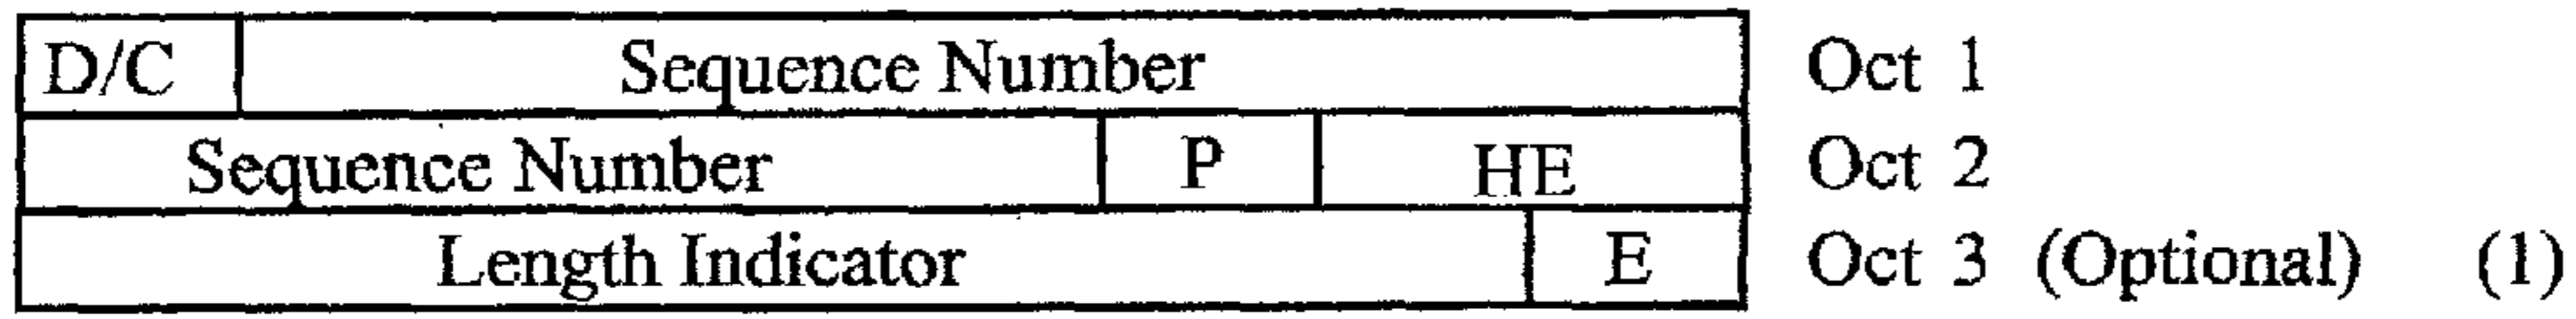 D/C Sequence Number Oct 1
Sequence Number P HE Oct 2
Length Indicator E Oct 3 (Optional) (1)